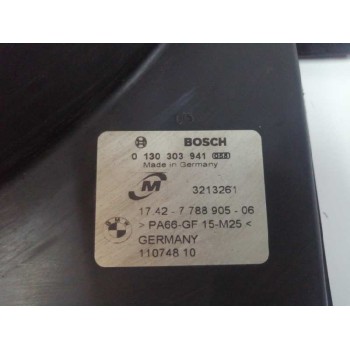 BOSCH
0 130 303 941
Made in Germany
M
3213261
17.42 - 7 788 905 - 06
> PA66-GF 15-M25 <
GERMANY
110748 10